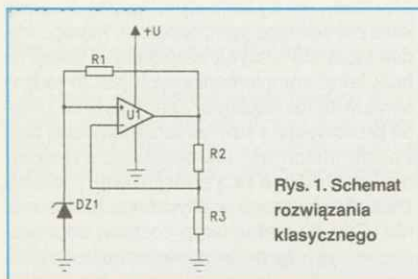 +U
R1
U1
R2
DZ1
R3
Rys. 1. Schemat
rozwiązania
klasycznego